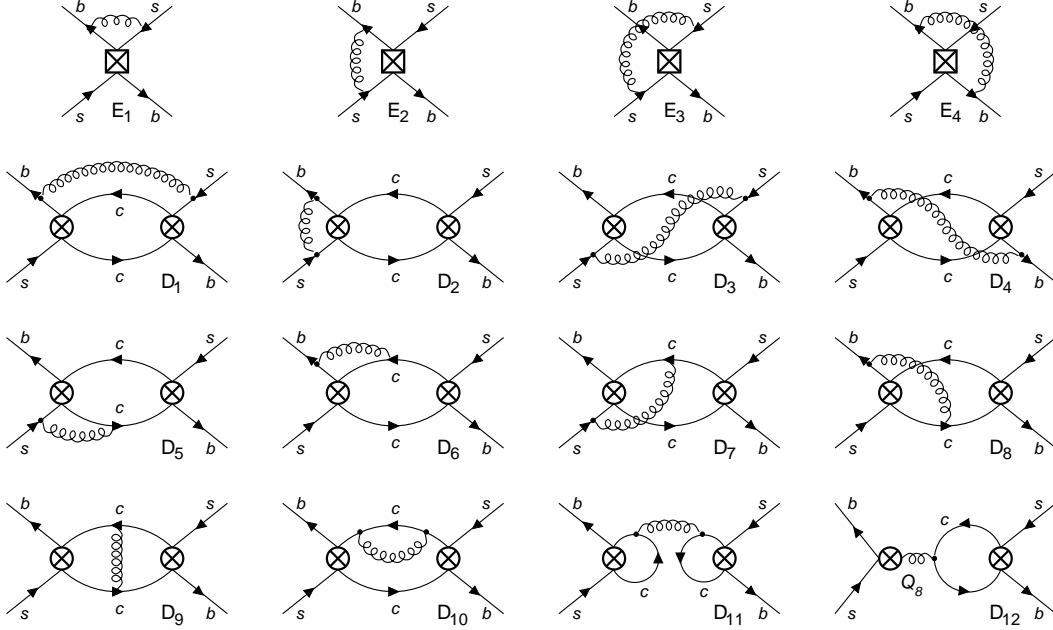 b s b s b s b s
s E1 b s E2 b s E3 b s E4 b
b s b c s b c s b c s
c
c c c c
s D1 b s D2 b s D3 b s D4 b
b c s b s b c s b c s
c
c
c c c
s D5 b s D6 b s D7 b s D8 b
b c s b c s b s b c s
Q8
c c c c
s D9 b s D10 b s D11 b s D12 b